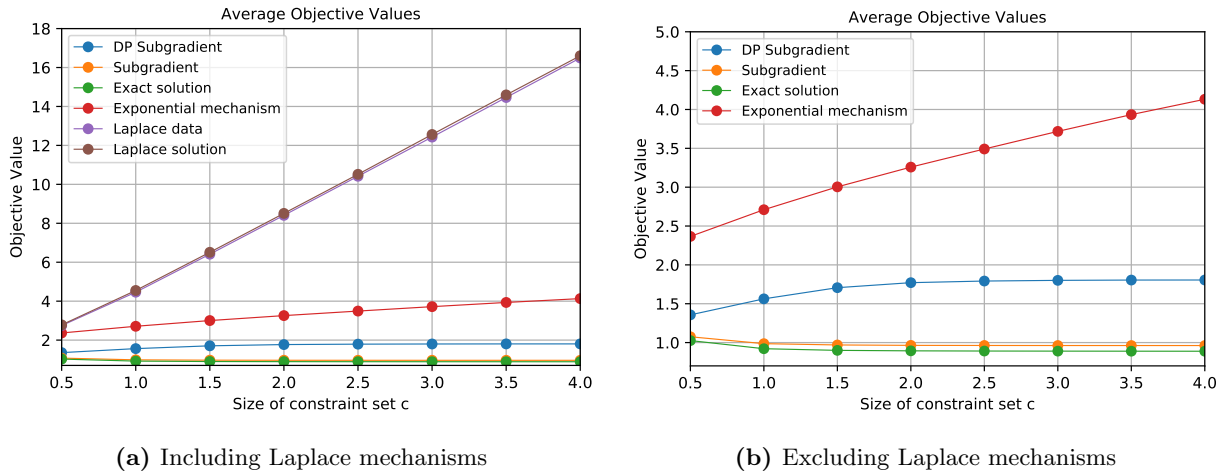 Average Objective Values
18
16
14
12
10
8
6
4
2
Objective Value
DP Subgradient
Subgradient
Exact solution
Exponential mechanism
Laplace data
Laplace solution
0.5 1.0 1.5 2.0 2.5 3.0 3.5 4.0
Size of constraint set c
(a) Including Laplace mechanisms
Average Objective Values
5.0
4.5
4.0
3.5
3.0
2.5
2.0
1.5
1.0
Objective Value
DP Subgradient
Subgradient
Exact solution
Exponential mechanism
0.5 1.0 1.5 2.0 2.5 3.0 3.5 4.0
Size of constraint set c
(b) Excluding Laplace mechanisms